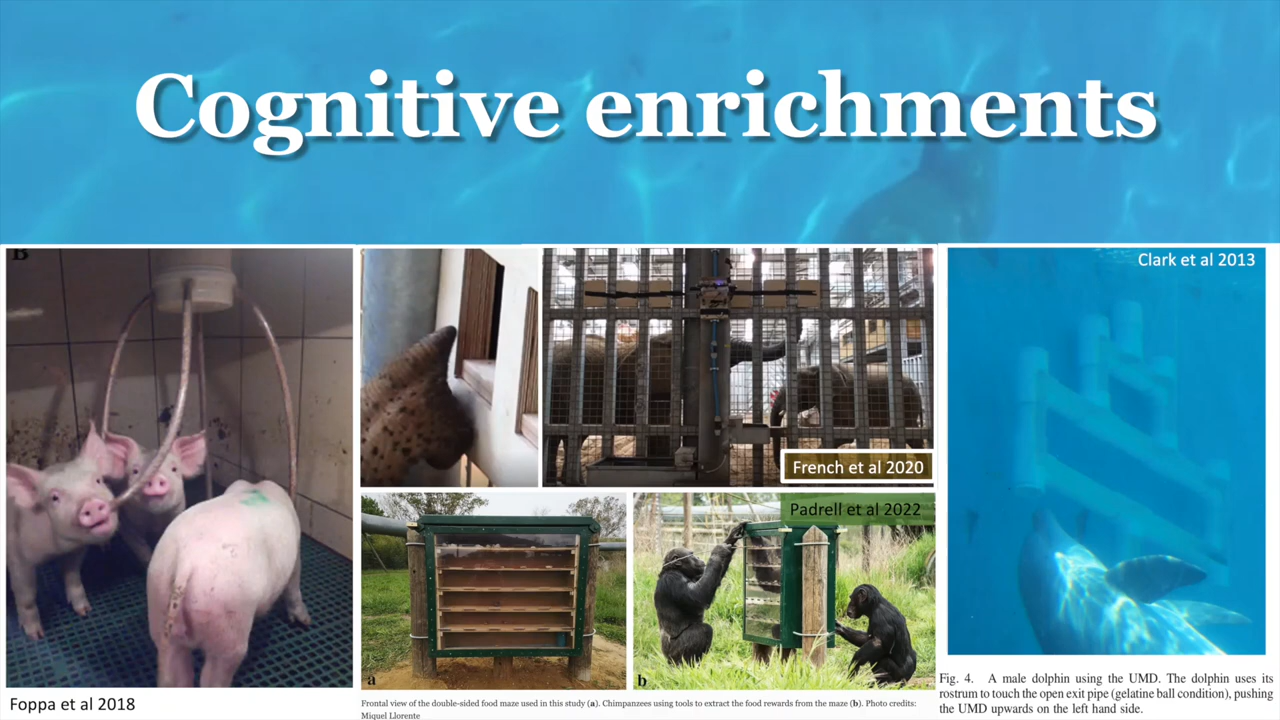 Cognitive enrichments
B
Clark et al 2013
French et al 2020
Padrell et al 2022
a
b
Foppa et al 2018
Frontal view of the double-sided food maze used in this study (a). Chimpanzees using tools to extract the food rewards from the maze (b). Photo credits:
Miquel Llorente
Fig. 4. A male dolphin using the UMD. The dolphin uses its
rostrum to touch the open exit pipe (gelatine ball condition), pushing
the UMD upwards on the left hand side.